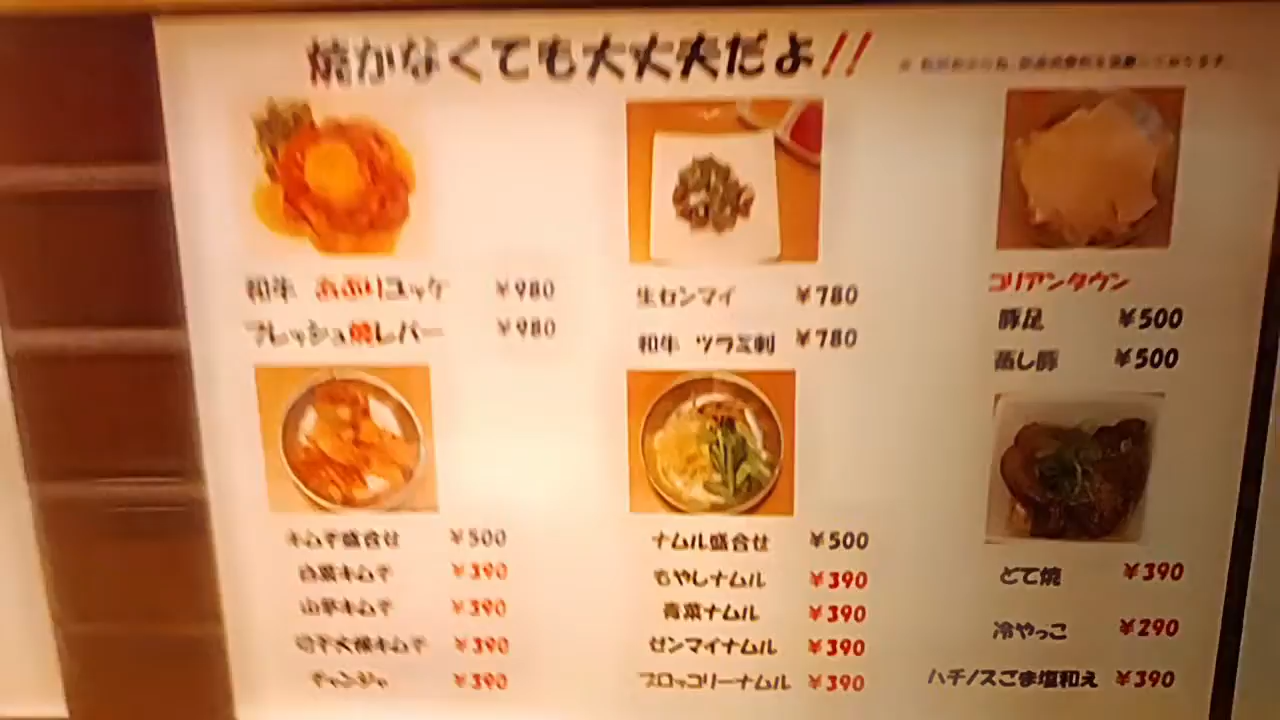 焼かなくても大丈夫だよ!!
和牛 あぶりユッケ ¥980
フレッシュ焼レバー ¥980
生センマイ ¥780
和牛 ツラミ刺 ¥780
コリアンタウン
豚足 ¥500
蒸し豚 ¥500
キムチ盛合せ ¥500
白菜キムチ ¥390
山芋キムチ ¥390
切干大根キムチ ¥390
チャンジャ ¥390
ナムル盛合せ ¥500
もやしナムル ¥390
青菜ナムル ¥390
ゼンマイナムル ¥390
ブロッコリーナムル ¥390
どて焼 ¥390
冷やっこ ¥290
ハチノスごま塩和え ¥390